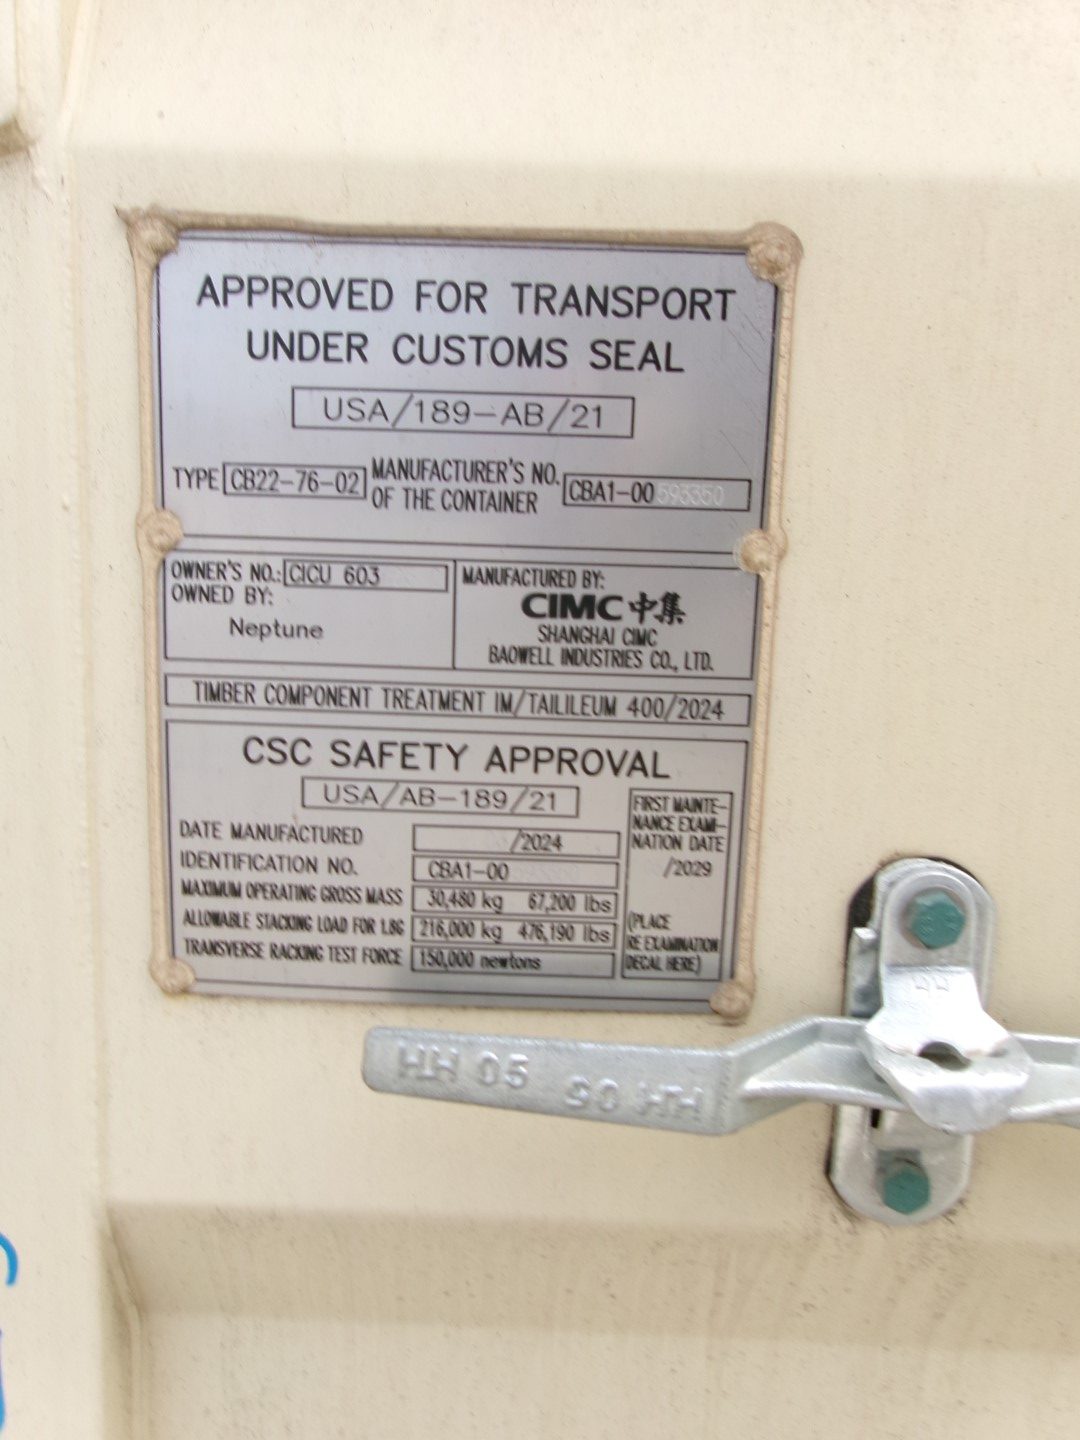 APPROVED FOR TRANSPORT
UNDER CUSTOMS SEAL
USA/189-AB/21
TYPE CB22-76-02 MANUFACTURER'S NO. OF THE CONTAINER CBA1-00 593350
OWNER'S NO.: CICU 603
OWNED BY:
Neptune
MANUFACTURED BY:
CIMC 中集
SHANGHAI CIMC
BAOWELL INDUSTRIES CO., LTD.
TIMBER COMPONENT TREATMENT IM/TAILILEUM 400/2024
CSC SAFETY APPROVAL
USA/AB-189/21
DATE MANUFACTURED /2024
IDENTIFICATION NO. CBA1-00
MAXIMUM OPERATING GROSS MASS 30,480 kg 67,200 lbs
ALLOWABLE STACKING LOAD FOR 1.8G 216,000 kg 476,190 lbs
TRANSVERSE RACKING TEST FORCE 150,000 newtons
FIRST MAINTE-
NANCE EXAMI-
NATION DATE
/2029
(PLACE
RE EXAMINATION
DECAL HERE)
HH 05 50 HH